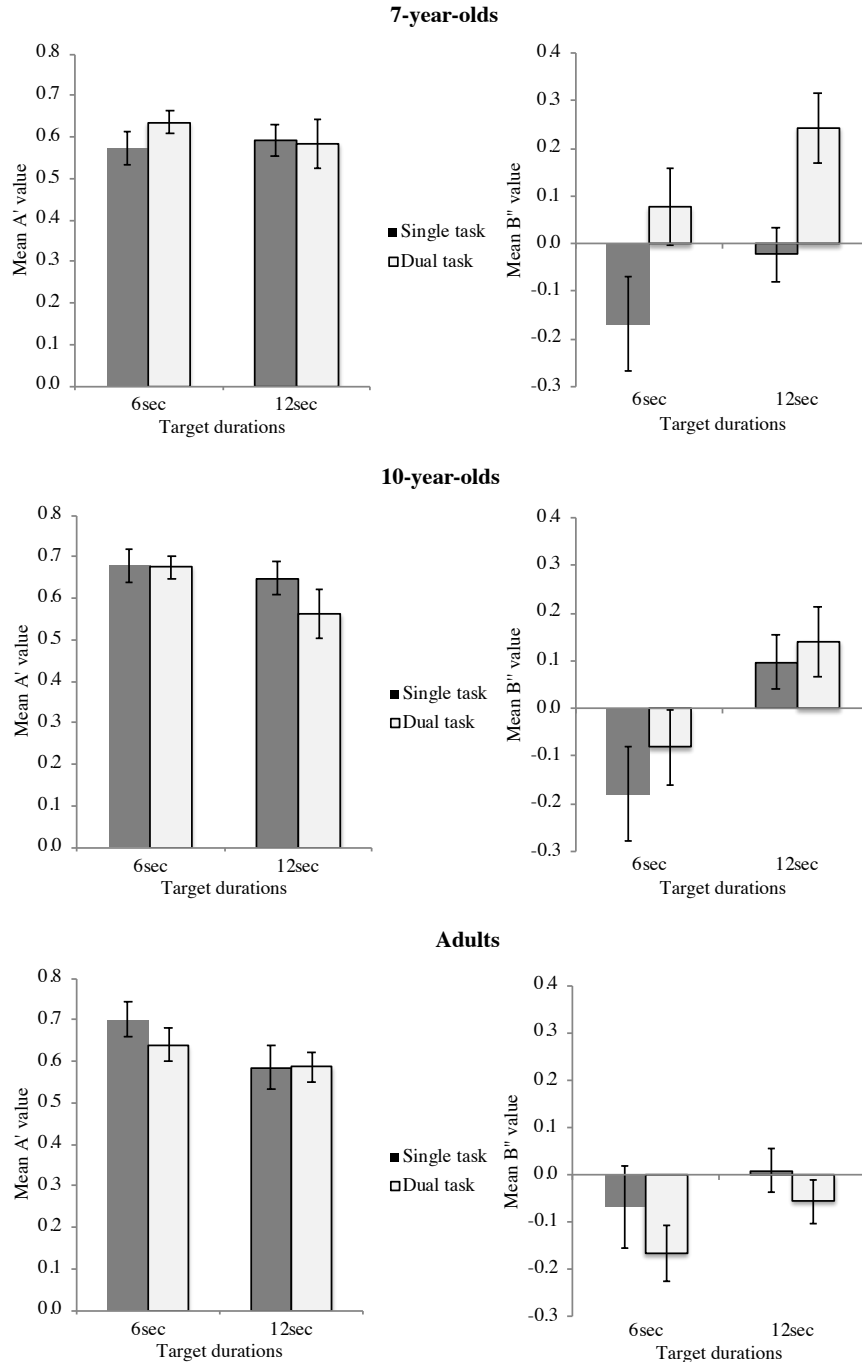 7-year-olds
0.8
0.7
0.6
0.5
0.4
0.3
0.2
0.1
0.0
Mean A' value
6sec
12sec
Target durations
Single task
Dual task
0.4
0.3
0.2
0.1
0.0
-0.1
-0.2
-0.3
Mean B" value
6sec
12sec
Target durations
10-year-olds
0.8
0.7
0.6
0.5
0.4
0.3
0.2
0.1
0.0
Mean A' value
6sec
12sec
Target durations
Single task
Dual task
0.4
0.3
0.2
0.1
0.0
-0.1
-0.2
-0.3
Mean B" value
6sec
12sec
Target durations
Adults
0.8
0.7
0.6
0.5
0.4
0.3
0.2
0.1
0.0
Mean A' value
6sec
12sec
Target durations
Single task
Dual task
0.4
0.3
0.2
0.1
0.0
-0.1
-0.2
-0.3
Mean B" value
6sec
12sec
Target durations